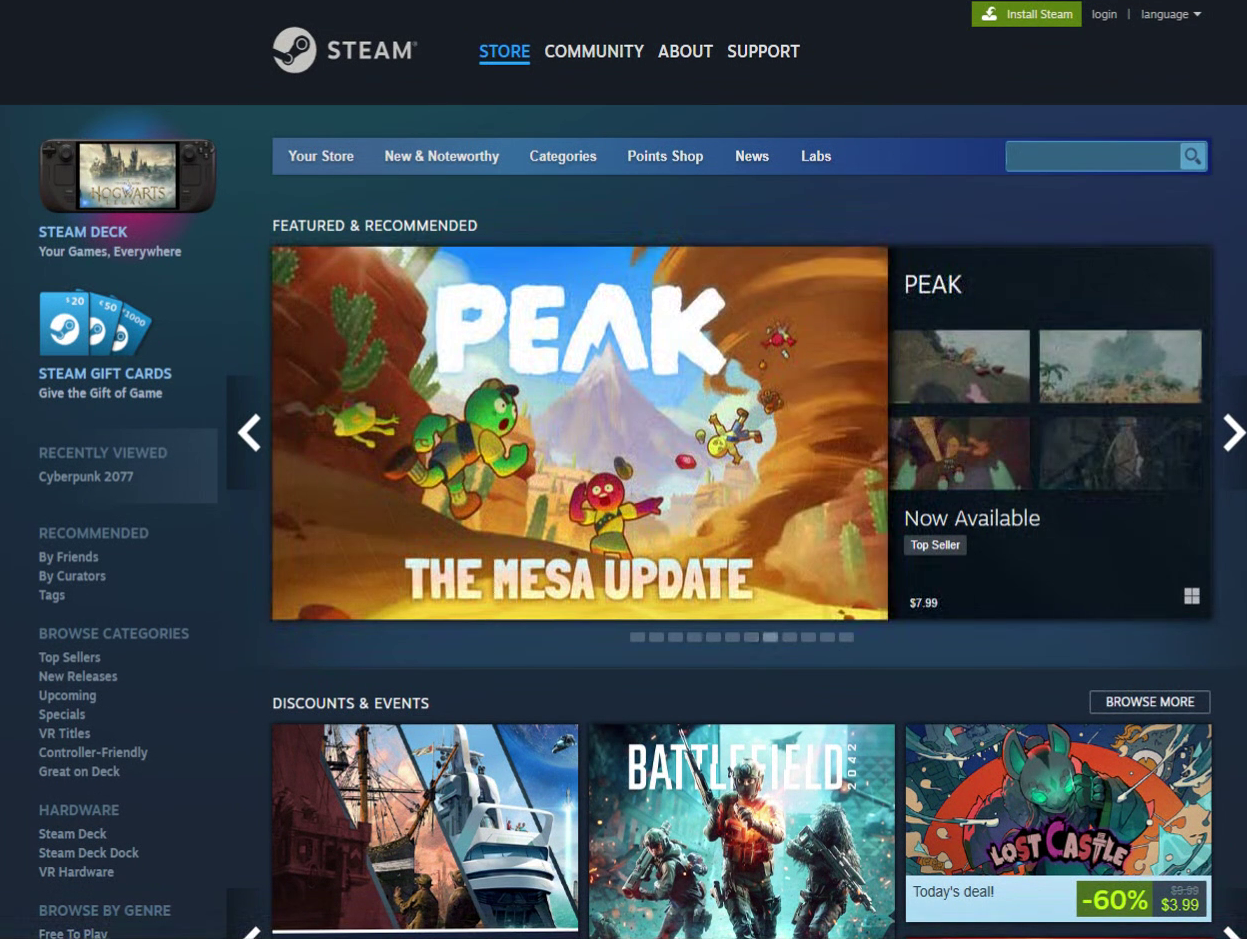 Install Steam
login | language
STEAM®
STORE COMMUNITY ABOUT SUPPORT
HOGWARTS
STEAM DECK
Your Games, Everywhere
$20 €50 ¥1000
STEAM GIFT CARDS
Give the Gift of Game
RECENTLY VIEWED
Cyberpunk 2077
RECOMMENDED
By Friends
By Curators
Tags
BROWSE CATEGORIES
Top Sellers
New Releases
Upcoming
Specials
VR Titles
Controller-Friendly
Great on Deck
HARDWARE
Steam Deck
Steam Deck Dock
VR Hardware
BROWSE BY GENRE
Free To Play
Your Store New & Noteworthy Categories Points Shop News Labs
FEATURED & RECOMMENDED
PEAK
THE MESA UPDATE
PEAK
Now Available
Top Seller
$7.99
DISCOUNTS & EVENTS
BROWSE MORE
BATTLEFIELD 2042
LOST CASTLE
Today's deal!
-60%
$9.99
$3.99